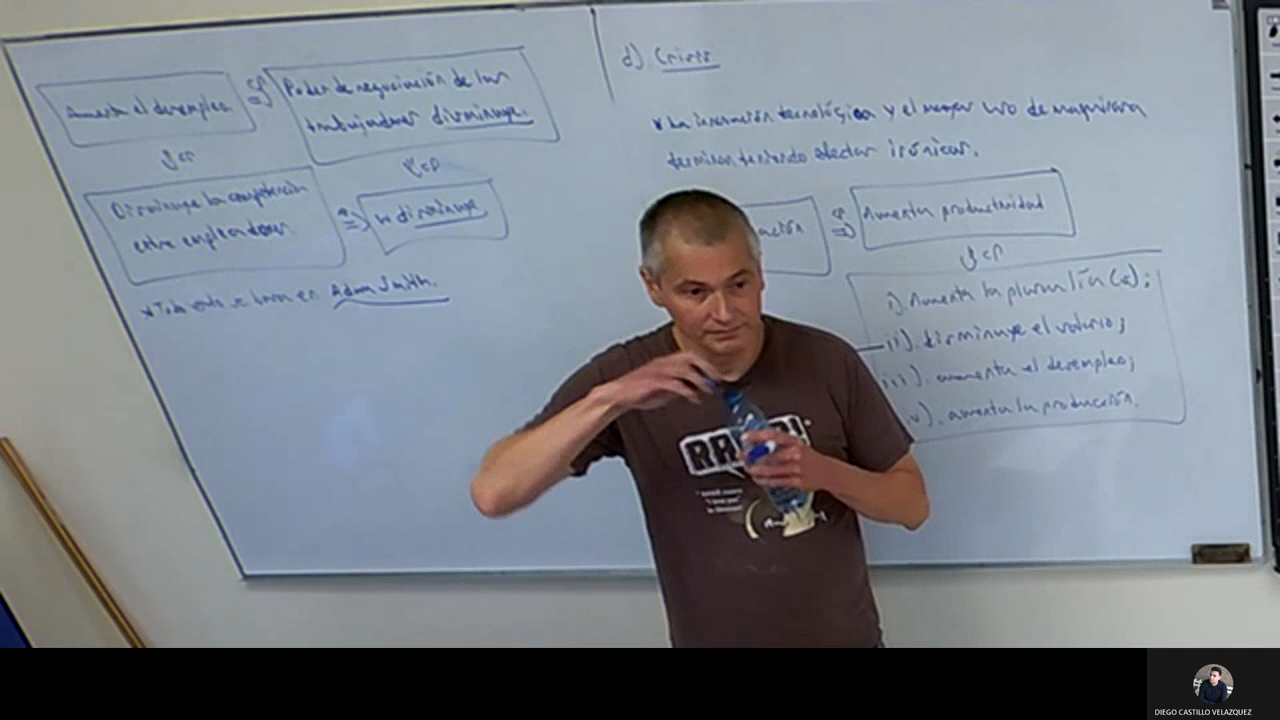 Aumenta el desempleo.
⇒
Poder de negociación de los
trabajadores disminuye.
Disminuye la competencia
entre empleadores.
⇒
w disminuye.
* Todo esto se basa en Adam Smith.
d). Crisis
* La innovación tecnológica y el mayor uso de maquinaria
terminan teniendo efectos irónicos.
ación
⇒
Aumenta productividad
i). Aumenta la plusvalía (e);
ii). disminuye el salario;
iii). aumenta el desempleo;
v). aumenta la producción.
DIEGO CASTILLO VELAZQUEZ